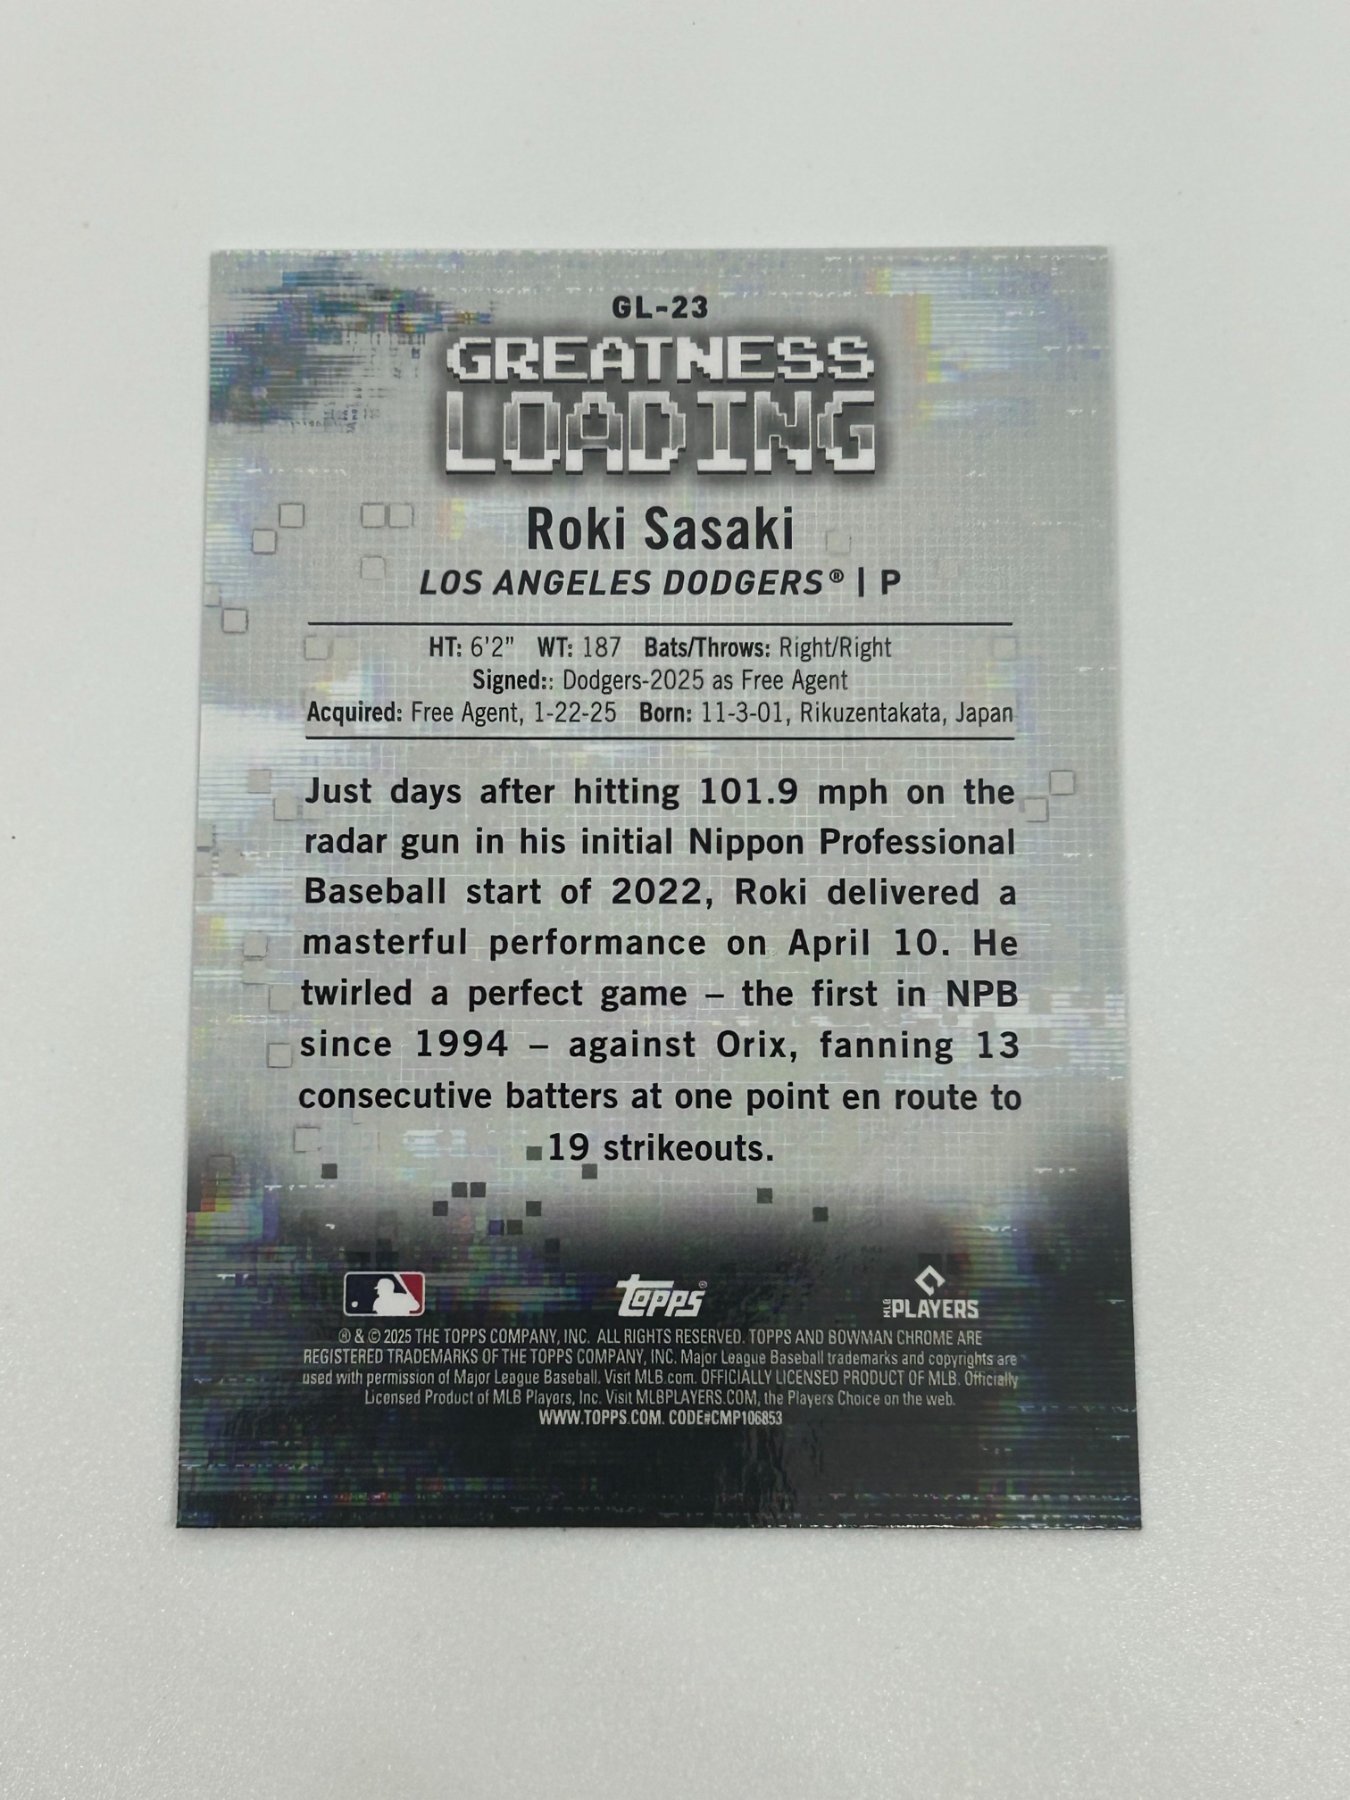 GL-23
GREATNESS
LOADING
Roki Sasaki
LOS ANGELES DODGERS® | P
HT: 6'2" WT: 187 Bats/Throws: Right/Right
Signed:: Dodgers-2025 as Free Agent
Acquired: Free Agent, 1-22-25 Born: 11-3-01, Rikuzentakata, Japan
Just days after hitting 101.9 mph on the
radar gun in his initial Nippon Professional
Baseball start of 2022, Roki delivered a
masterful performance on April 10. He
twirled a perfect game – the first in NPB
since 1994 – against Orix, fanning 13
consecutive batters at one point en route to
19 strikeouts.
Topps® MLB PLAYERS
® & © 2025 THE TOPPS COMPANY, INC. ALL RIGHTS RESERVED. TOPPS AND BOWMAN CHROME ARE
REGISTERED TRADEMARKS OF THE TOPPS COMPANY, INC. Major League Baseball trademarks and copyrights are
used with permission of Major League Baseball. Visit MLB.com. OFFICIALLY LICENSED PRODUCT OF MLB. Officially
Licensed Product of MLB Players, Inc. Visit MLBPLAYERS.COM, the Players Choice on the web.
WWW.TOPPS.COM. CODE#CMP106853